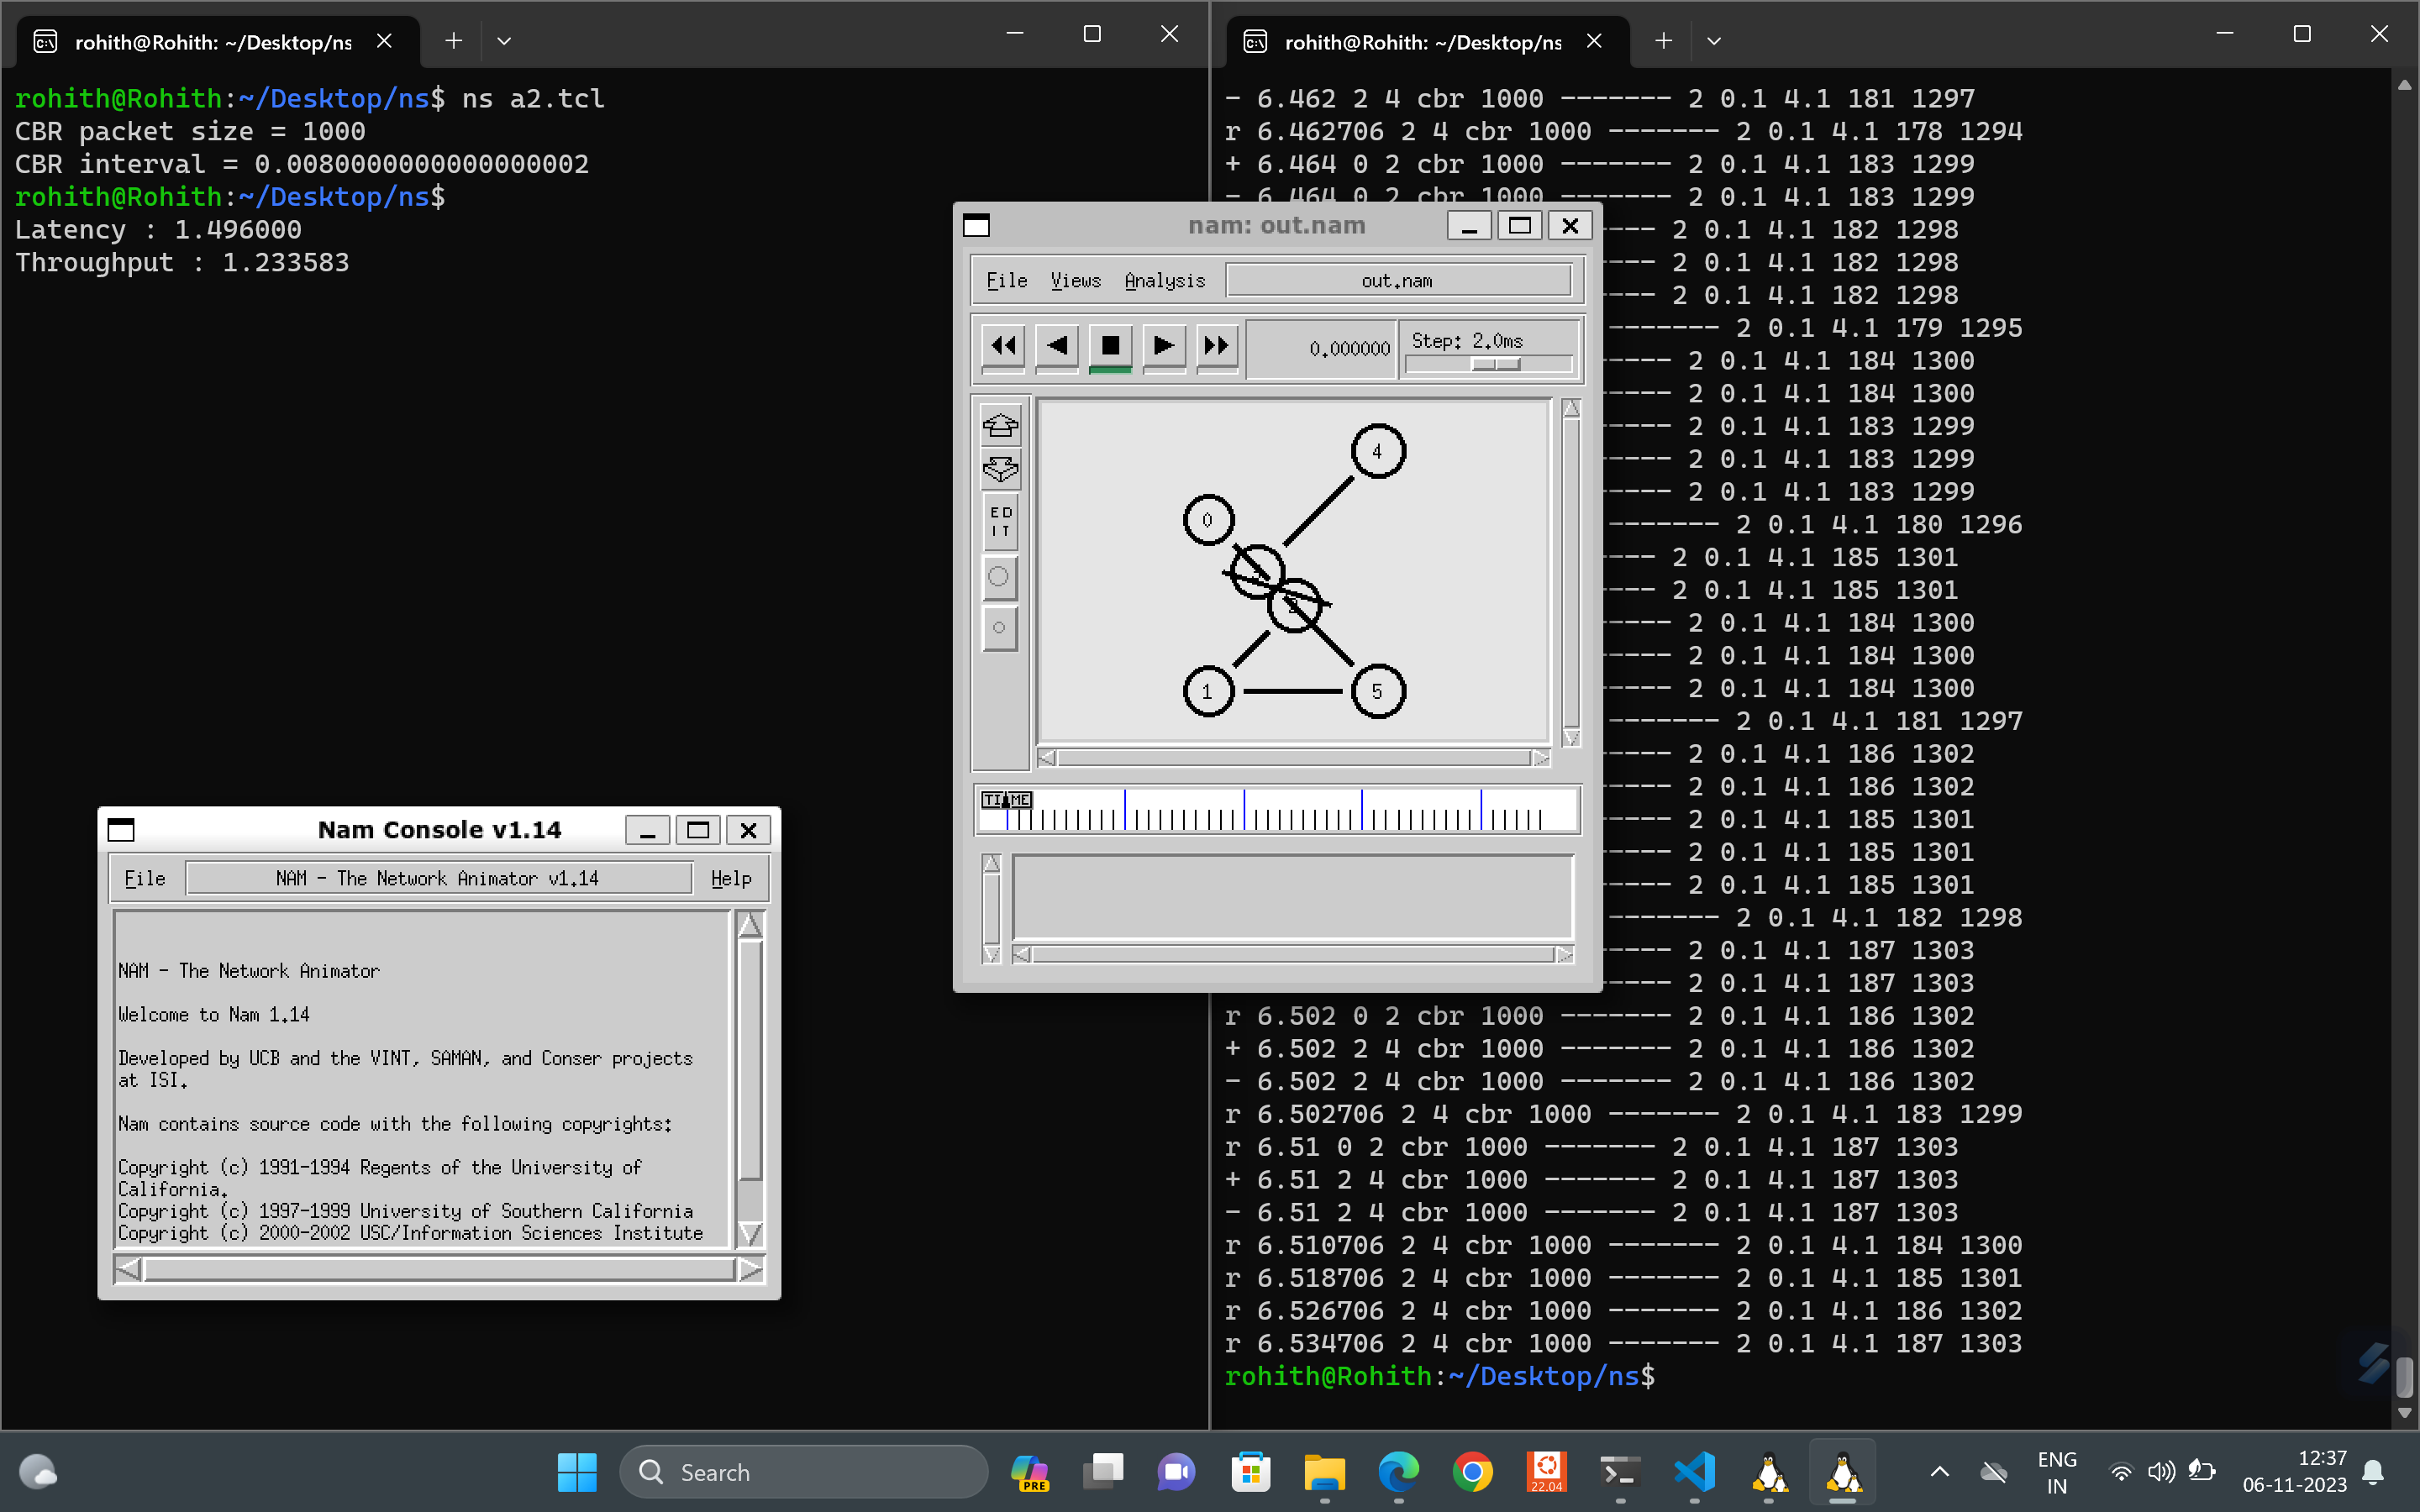 rohith@Rohith: ~/Desktop/ns
rohith@Rohith:~/Desktop/ns$ ns a2.tcl
CBR packet size = 1000
CBR interval = 0.0080000000000000002
rohith@Rohith:~/Desktop/ns$
Latency : 1.496000
Throughput : 1.233583
Nam Console v1.14
File
NAM - The Network Animator v1.14
Help
NAM - The Network Animator
Welcome to Nam 1.14
Developed by UCB and the VINT, SAMAN, and Conser projects
at ISI.
Nam contains source code with the following copyrights:
Copyright (c) 1991-1994 Regents of the University of
California.
Copyright (c) 1997-1999 University of Southern California
Copyright (c) 2000-2002 USC/Information Sciences Institute
nam: out.nam
File Views Analysis
out.nam
0.000000
Step: 2.0ms
ED
IT
4
0
1
5
TIME
rohith@Rohith: ~/Desktop/ns
- 6.462 2 4 cbr 1000 ------- 2 0.1 4.1 181 1297
r 6.462706 2 4 cbr 1000 ------- 2 0.1 4.1 178 1294
+ 6.464 0 2 cbr 1000 ------- 2 0.1 4.1 183 1299
- 6.464 0 2 cbr 1000 ------- 2 0.1 4.1 183 1299
---- 2 0.1 4.1 182 1298
---- 2 0.1 4.1 182 1298
---- 2 0.1 4.1 182 1298
------- 2 0.1 4.1 179 1295
----- 2 0.1 4.1 184 1300
----- 2 0.1 4.1 184 1300
----- 2 0.1 4.1 183 1299
----- 2 0.1 4.1 183 1299
----- 2 0.1 4.1 183 1299
------- 2 0.1 4.1 180 1296
---- 2 0.1 4.1 185 1301
---- 2 0.1 4.1 185 1301
----- 2 0.1 4.1 184 1300
----- 2 0.1 4.1 184 1300
----- 2 0.1 4.1 184 1300
------- 2 0.1 4.1 181 1297
----- 2 0.1 4.1 186 1302
----- 2 0.1 4.1 186 1302
----- 2 0.1 4.1 185 1301
----- 2 0.1 4.1 185 1301
----- 2 0.1 4.1 185 1301
------- 2 0.1 4.1 182 1298
----- 2 0.1 4.1 187 1303
----- 2 0.1 4.1 187 1303
r 6.502 0 2 cbr 1000 ------- 2 0.1 4.1 186 1302
+ 6.502 2 4 cbr 1000 ------- 2 0.1 4.1 186 1302
- 6.502 2 4 cbr 1000 ------- 2 0.1 4.1 186 1302
r 6.502706 2 4 cbr 1000 ------- 2 0.1 4.1 183 1299
r 6.51 0 2 cbr 1000 ------- 2 0.1 4.1 187 1303
+ 6.51 2 4 cbr 1000 ------- 2 0.1 4.1 187 1303
- 6.51 2 4 cbr 1000 ------- 2 0.1 4.1 187 1303
r 6.510706 2 4 cbr 1000 ------- 2 0.1 4.1 184 1300
r 6.518706 2 4 cbr 1000 ------- 2 0.1 4.1 185 1301
r 6.526706 2 4 cbr 1000 ------- 2 0.1 4.1 186 1302
r 6.534706 2 4 cbr 1000 ------- 2 0.1 4.1 187 1303
rohith@Rohith:~/Desktop/ns$
Search
PRE
22.04
ENG
IN
12:37
06-11-2023